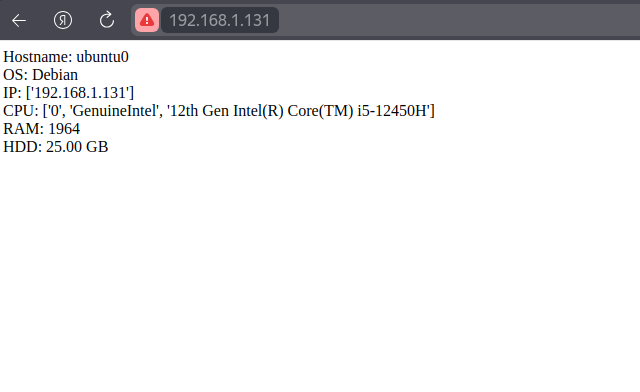 Я 192.168.1.131
Hostname: ubuntu0
OS: Debian
IP: ['192.168.1.131']
CPU: ['0', 'GenuineIntel', '12th Gen Intel(R) Core(TM) i5-12450H']
RAM: 1964
HDD: 25.00 GB